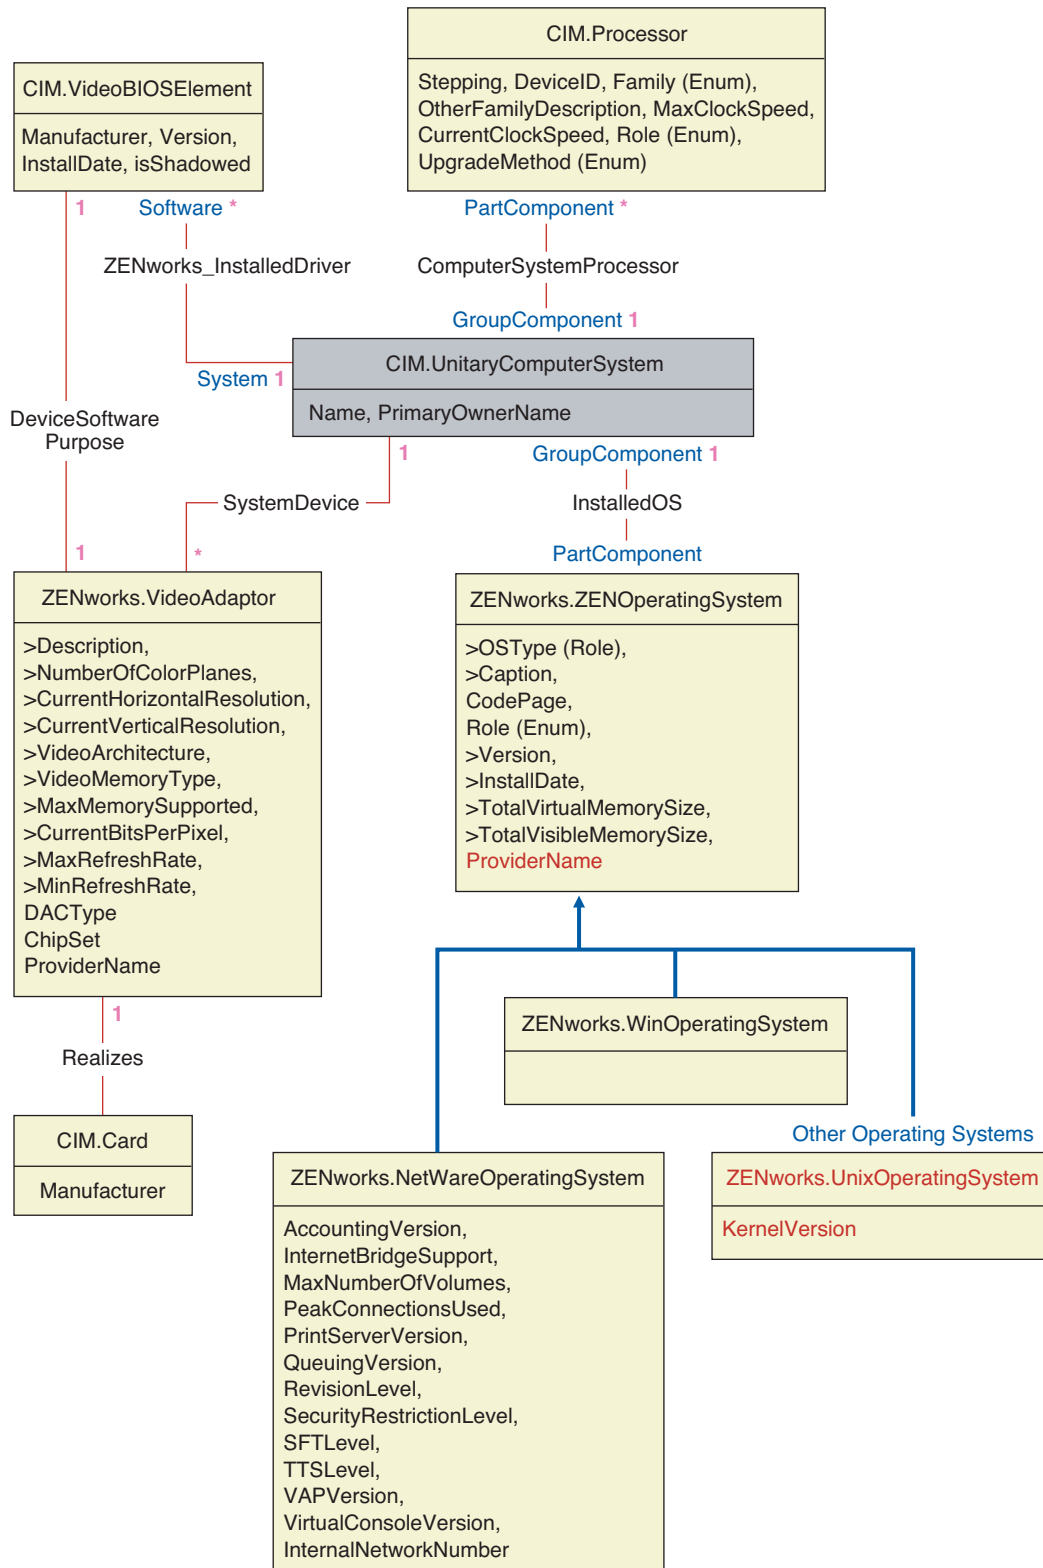 CIM.Processor
Stepping, DeviceID, Family (Enum),
OtherFamilyDescription, MaxClockSpeed,
CurrentClockSpeed, Role (Enum),
UpgradeMethod (Enum)
CIM.VideoBIOSElement
Manufacturer, Version,
InstallDate, isShadowed
1
Software *
PartComponent *
ZENworks_InstalledDriver
ComputerSystemProcessor
GroupComponent 1
System 1
CIM.UnitaryComputerSystem
Name, PrimaryOwnerName
DeviceSoftware
Purpose
1
GroupComponent 1
SystemDevice
InstalledOS
1
*
PartComponent
ZENworks.VideoAdaptor
>Description,
>NumberOfColorPlanes,
>CurrentHorizontalResolution,
>CurrentVerticalResolution,
>VideoArchitecture,
>VideoMemoryType,
>MaxMemorySupported,
>CurrentBitsPerPixel,
>MaxRefreshRate,
>MinRefreshRate,
DACType
ChipSet
ProviderName
ZENworks.ZENOperatingSystem
>OSType (Role),
>Caption,
CodePage,
Role (Enum),
>Version,
>InstallDate,
>TotalVirtualMemorySize,
>TotalVisibleMemorySize,
ProviderName
1
Realizes
CIM.Card
Manufacturer
ZENworks.WinOperatingSystem
Other Operating Systems
ZENworks.NetWareOperatingSystem
AccountingVersion,
InternetBridgeSupport,
MaxNumberOfVolumes,
PeakConnectionsUsed,
PrintServerVersion,
QueuingVersion,
RevisionLevel,
SecurityRestrictionLevel,
SFTLevel,
TTSLevel,
VAPVersion,
VirtualConsoleVersion,
InternalNetworkNumber
ZENworks.UnixOperatingSystem
KernelVersion